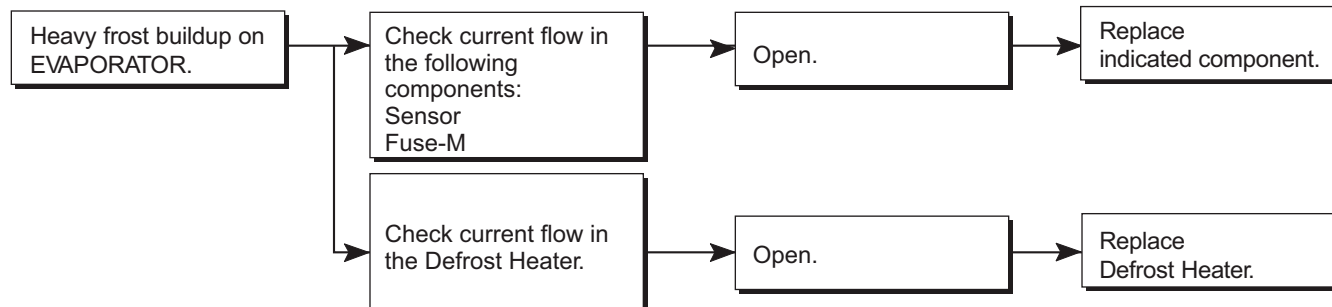 Heavy frost buildup on
EVAPORATOR.
Check current flow in
the following
components:
Sensor
Fuse-M
Open.
Replace
indicated component.
Check current flow in
the Defrost Heater.
Open.
Replace
Defrost Heater.